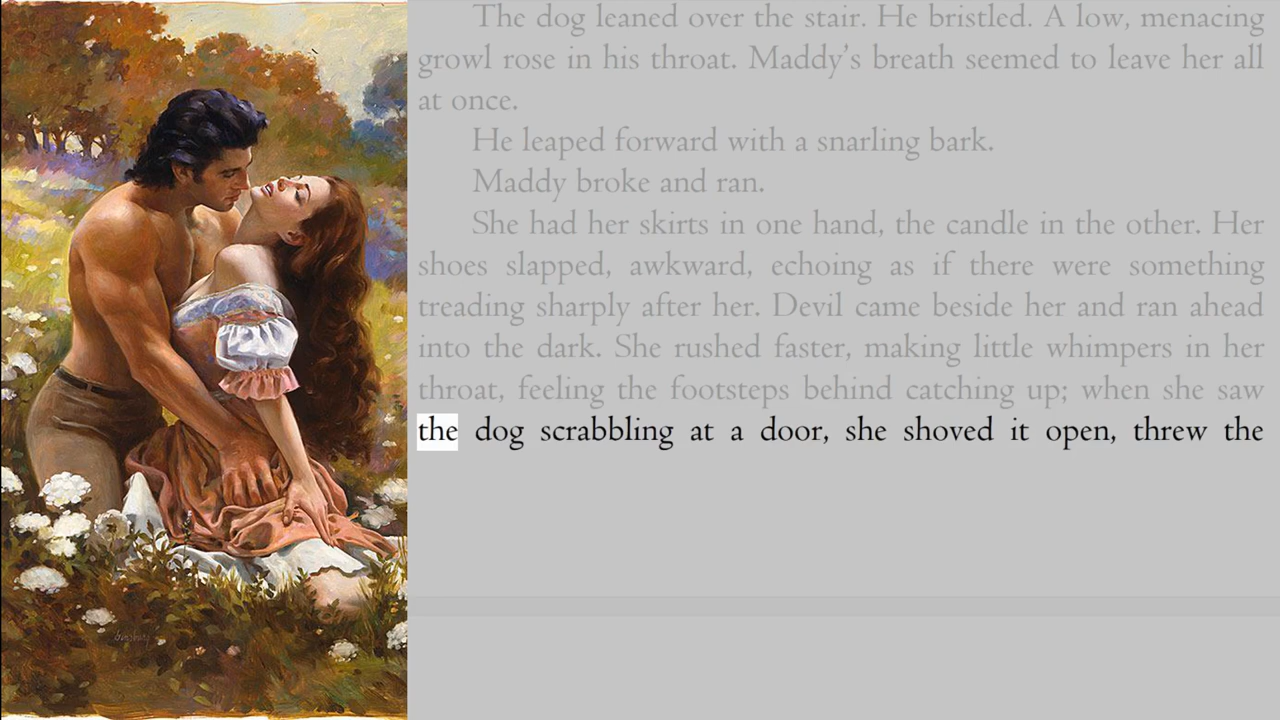 The dog leaned over the stair. He bristled. A low, menacing
growl rose in his throat. Maddy’s breath seemed to leave her all
at once.
He leaped forward with a snarling bark.
Maddy broke and ran.
She had her skirts in one hand, the candle in the other. Her
shoes slapped, awkward, echoing as if there were something
treading sharply after her. Devil came beside her and ran ahead
into the dark. She rushed faster, making little whimpers in her
throat, feeling the footsteps behind catching up; when she saw
the dog scrabbling at a door, she shoved it open, threw the